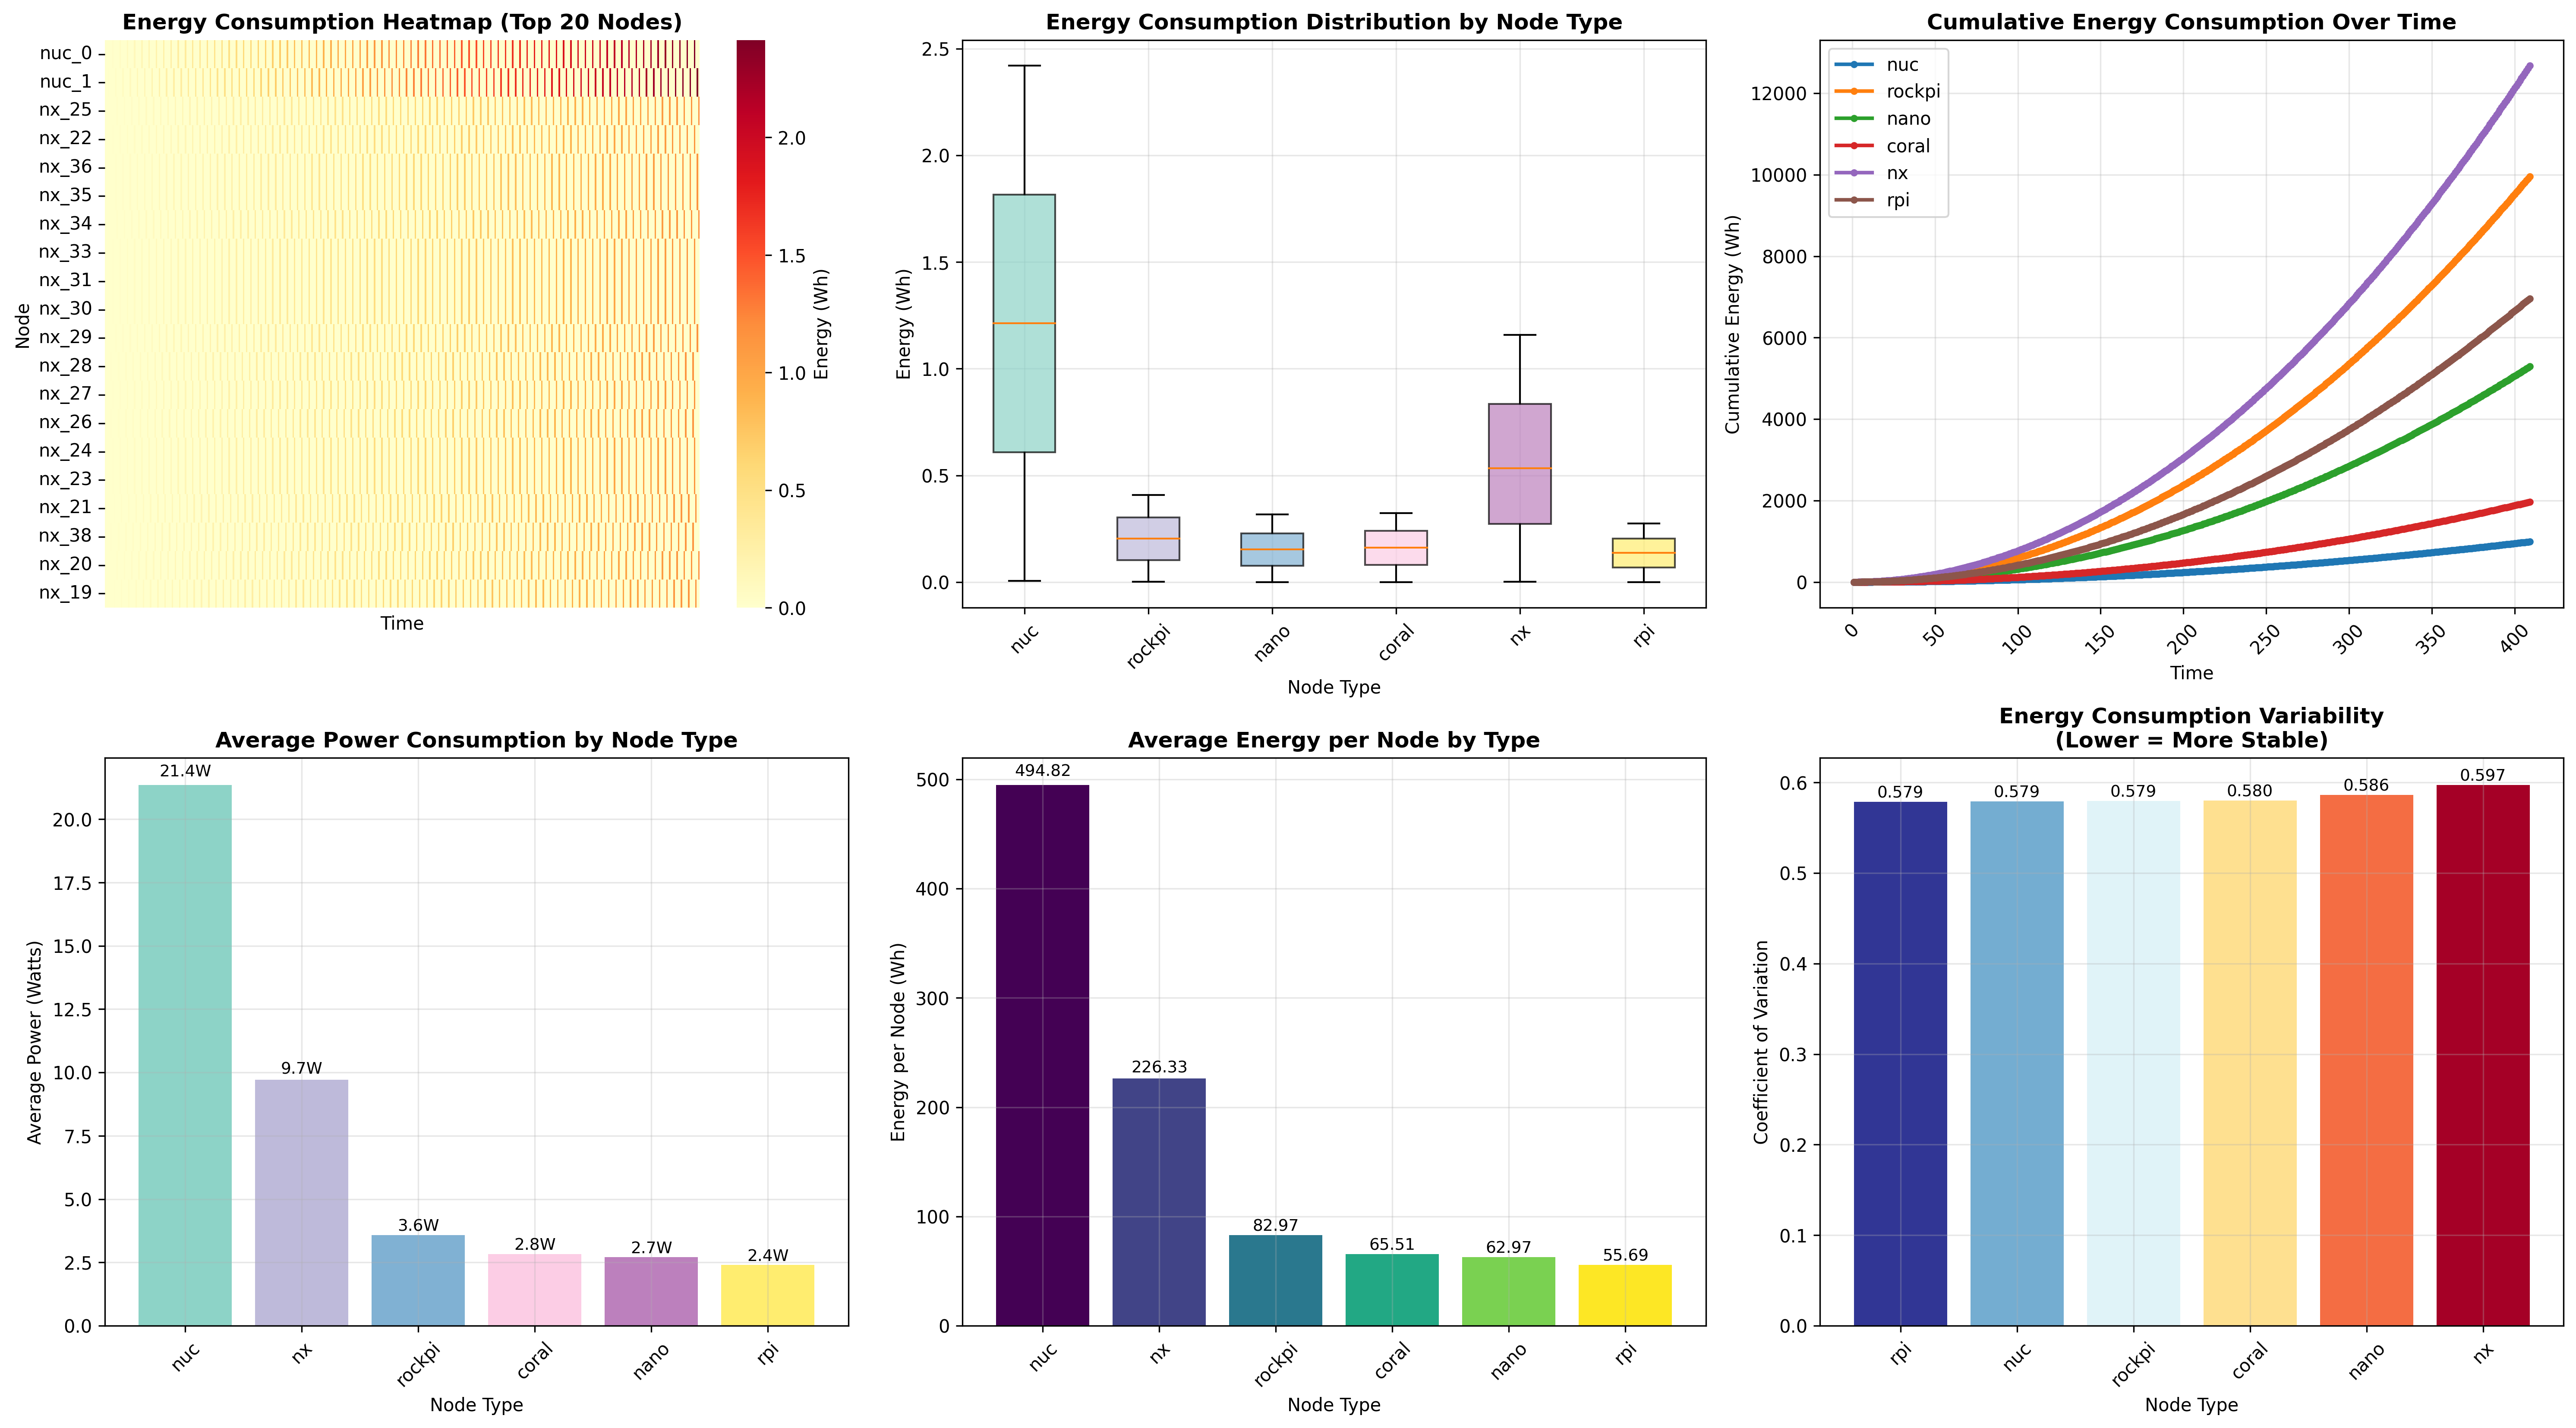 Energy Consumption Heatmap (Top 20 Nodes)
Node
nuc_0
nuc_1
nx_25
nx_22
nx_36
nx_35
nx_34
nx_33
nx_31
nx_30
nx_29
nx_28
nx_27
nx_26
nx_24
nx_23
nx_21
nx_38
nx_20
nx_19
Time
2.0
1.5
1.0
0.5
0.0
Energy (Wh)
Energy Consumption Distribution by Node Type
Energy (Wh)
2.5
2.0
1.5
1.0
0.5
0.0
nuc
rockpi
nano
coral
nx
rpi
Node Type
Cumulative Energy Consumption Over Time
nuc
rockpi
nano
coral
nx
rpi
Cumulative Energy (Wh)
12000
10000
8000
6000
4000
2000
0
0
50
100
150
200
250
300
350
400
Time
Average Power Consumption by Node Type
Average Power (Watts)
20.0
17.5
15.0
12.5
10.0
7.5
5.0
2.5
0.0
21.4W
9.7W
3.6W
2.8W
2.7W
2.4W
nuc
nx
rockpi
coral
nano
rpi
Node Type
Average Energy per Node by Type
Energy per Node (Wh)
500
400
300
200
100
0
494.82
226.33
82.97
65.51
62.97
55.69
nuc
nx
rockpi
coral
nano
rpi
Node Type
Energy Consumption Variability
(Lower = More Stable)
Coefficient of Variation
0.6
0.5
0.4
0.3
0.2
0.1
0.0
0.579
0.579
0.579
0.580
0.586
0.597
rpi
nuc
rockpi
coral
nano
nx
Node Type